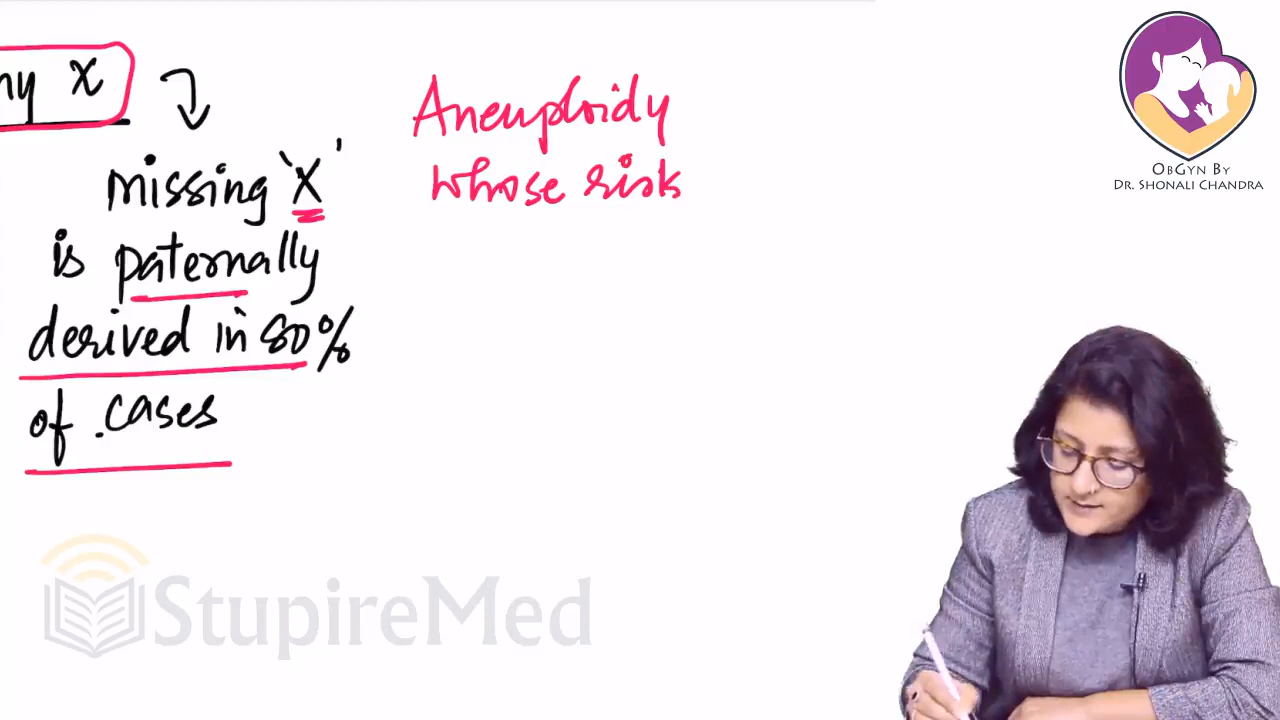 ny X
missing 'X'
is paternally
derived in 80%
of cases
Aneuploidy
whose risk
OBGYN BY
DR. SHONALI CHANDRA
StupireMed